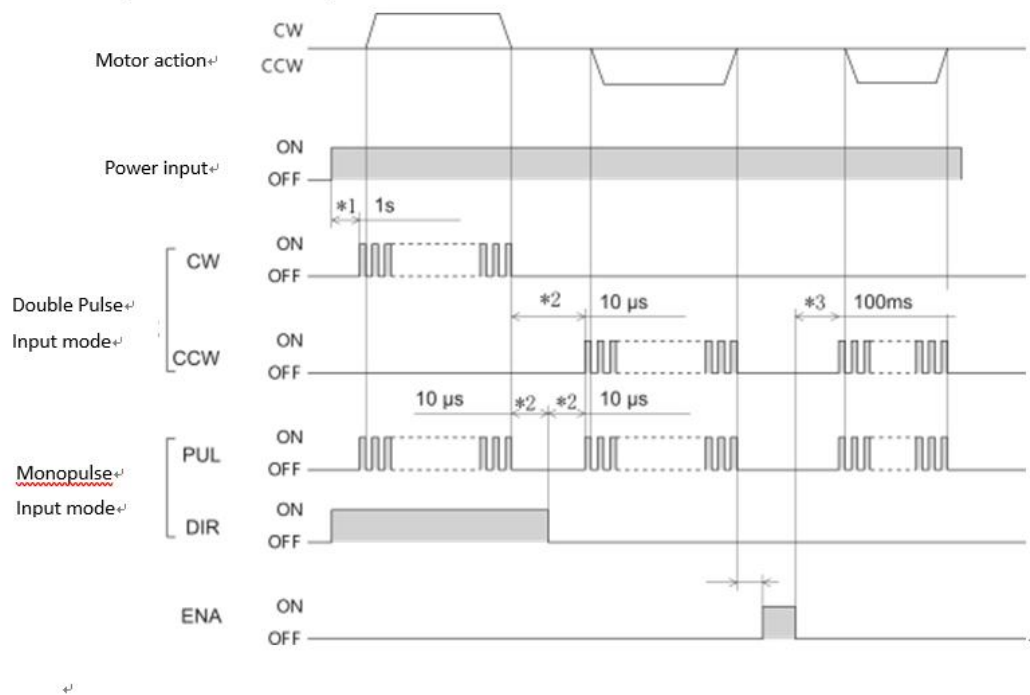 CW
Motor action↵
CCW
ON
Power input↵
OFF
*1 1s
ON
CW
OFF
Double Pulse↵
*2 10 µs *3 100ms
Input mode↵
ON
CCW
OFF
10 µs *2 *2 10 µs
ON
PUL
OFF
Monopulse↵
Input mode↵
ON
DIR
OFF
ON
ENA
OFF
↵